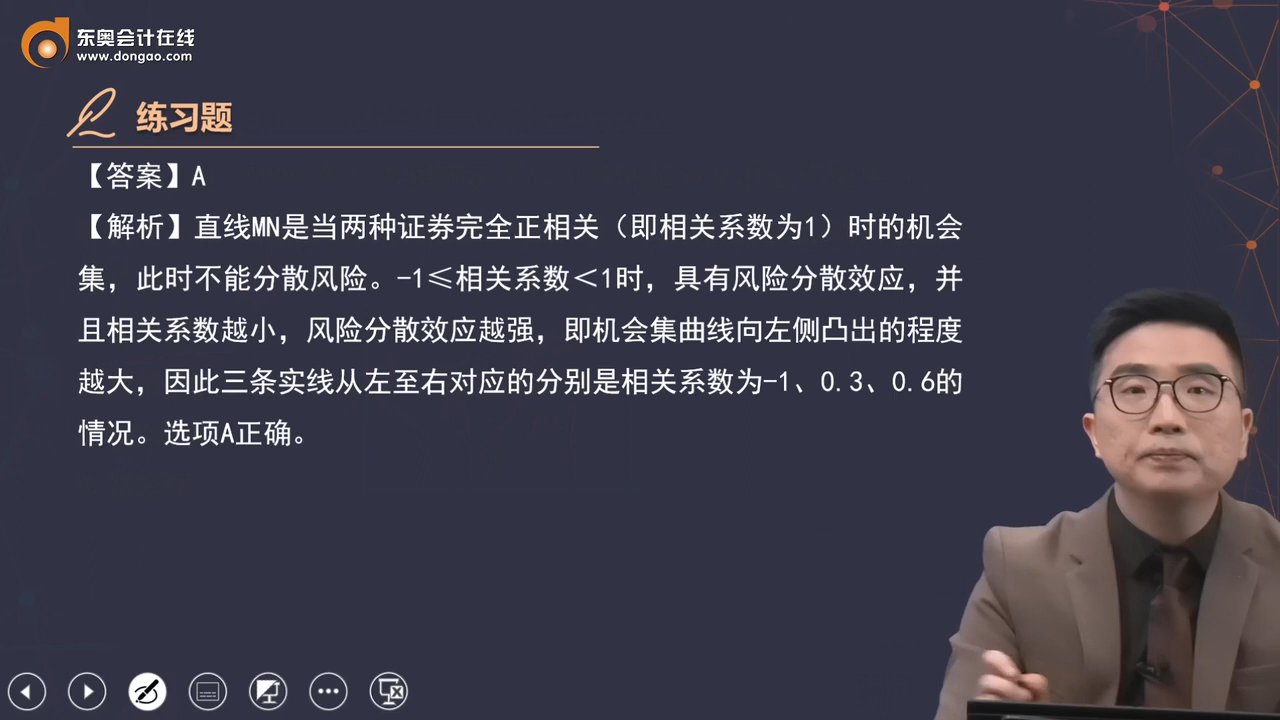 东奥会计在线
www.dongao.com
练习题
【答案】A
【解析】直线MN是当两种证券完全正相关（即相关系数为1）时的机会
集，此时不能分散风险。-1≤相关系数＜1时，具有风险分散效应，并
且相关系数越小，风险分散效应越强，即机会集曲线向左侧凸出的程度
越大，因此三条实线从左至右对应的分别是相关系数为-1、0.3、0.6的
情况。选项A正确。